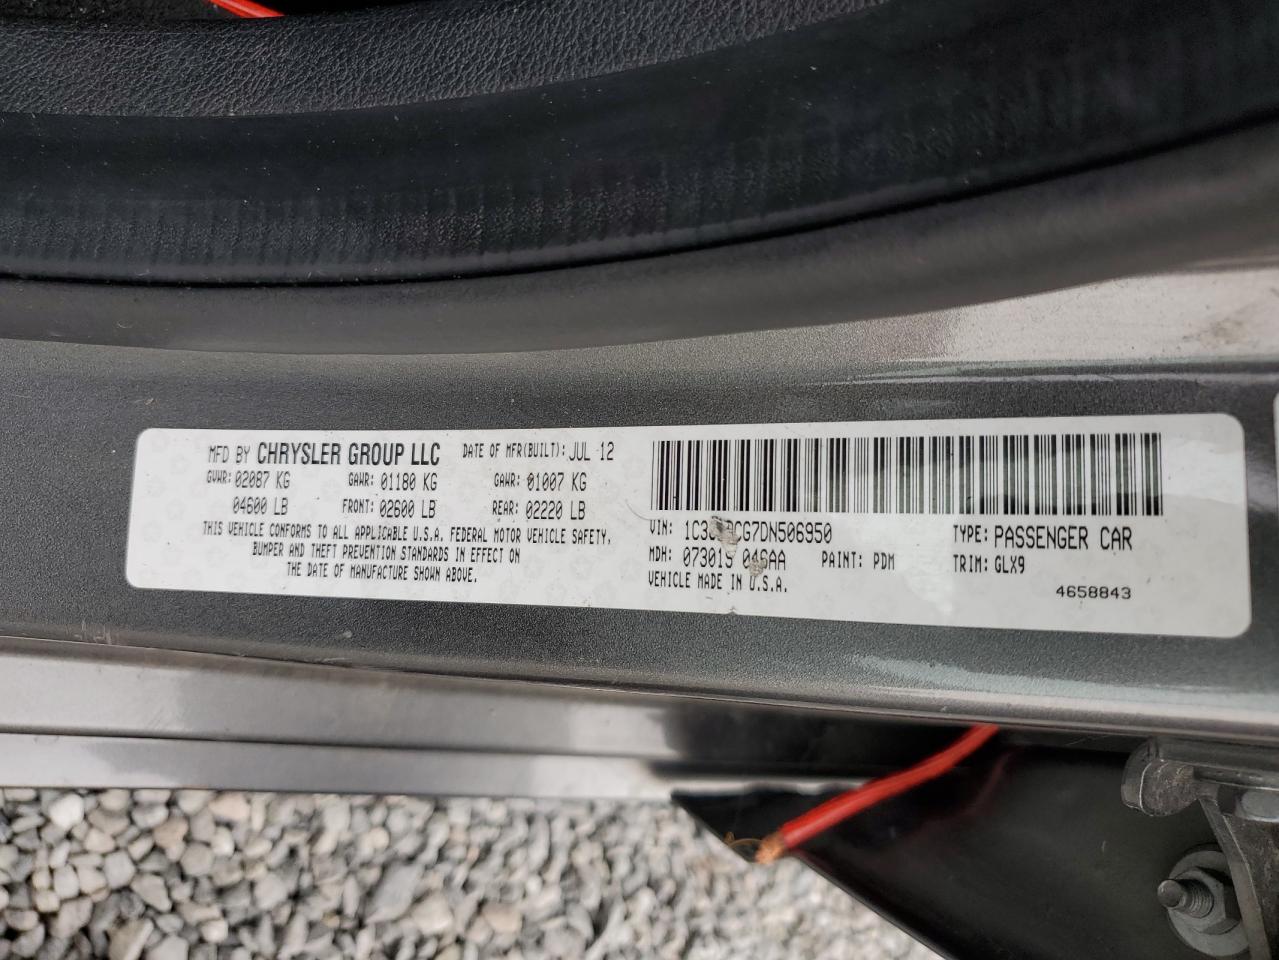 MFD BY CHRYSLER GROUP LLC DATE OF MFR(BUILT): JUL 12
GVWR: 02087 KG GAWR: 01180 KG GAWR: 01007 KG
04600 LB FRONT: 02600 LB REAR: 02220 LB
THIS VEHICLE CONFORMS TO ALL APPLICABLE U.S.A. FEDERAL MOTOR VEHICLE SAFETY,
BUMPER AND THEFT PREVENTION STANDARDS IN EFFECT ON
THE DATE OF MANUFACTURE SHOWN ABOVE.
VIN: TYPE: PASSENGER CAR
MDH: PAINT: PDM TRIM: GLX9
VEHICLE MADE IN U.S.A.
4658843